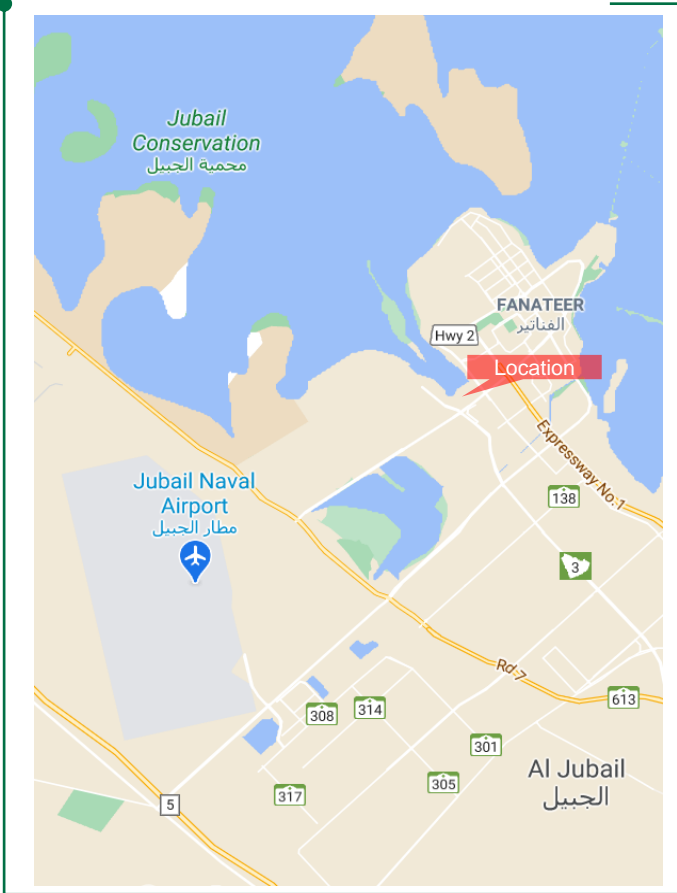 Jubail
Conservation
محمية الجبيل
FANATEER
الفناتير
Hwy 2
Location
Expressway No.1
138
3
Jubail Naval
Airport
مطار الجبيل
Rd 7
613
308
314
301
317
305
5
Al Jubail
الجبيل